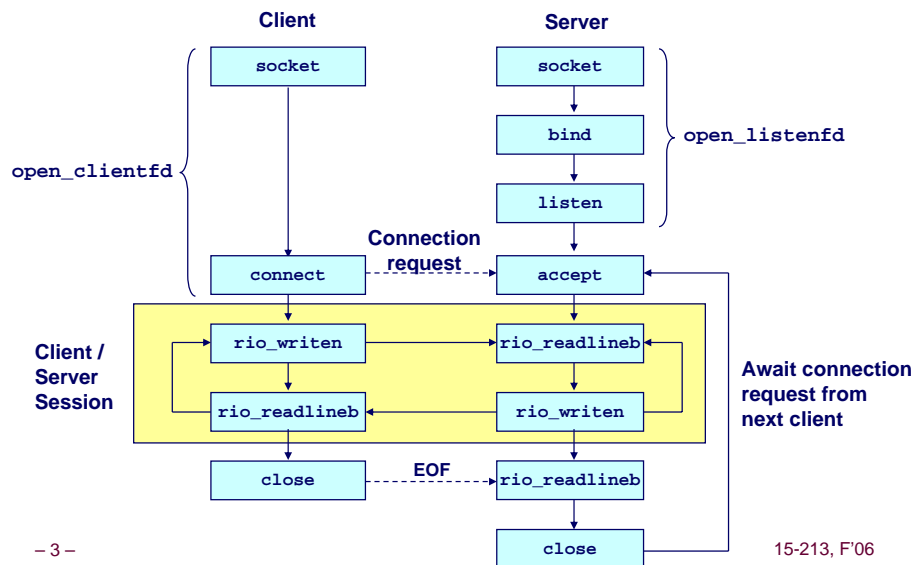 Client
Server
socket
socket
bind
open_listenfd
open_clientfd
listen
Connection
request
connect
accept
Client /
Server
Session
rio_writen
rio_readlineb
rio_readlineb
rio_writen
Await connection
request from
next client
close
EOF
rio_readlineb
close
– 3 –
15-213, F'06